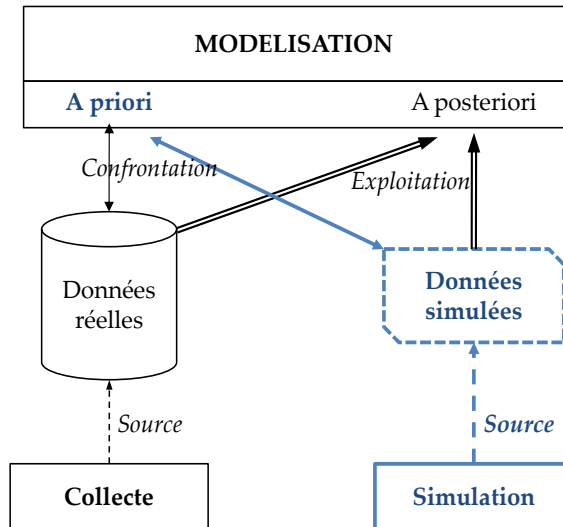 MODELISATION
A priori
A posteriori
Confrontation
Exploitation
Données
réelles
Données
simulées
Source
Source
Collecte
Simulation